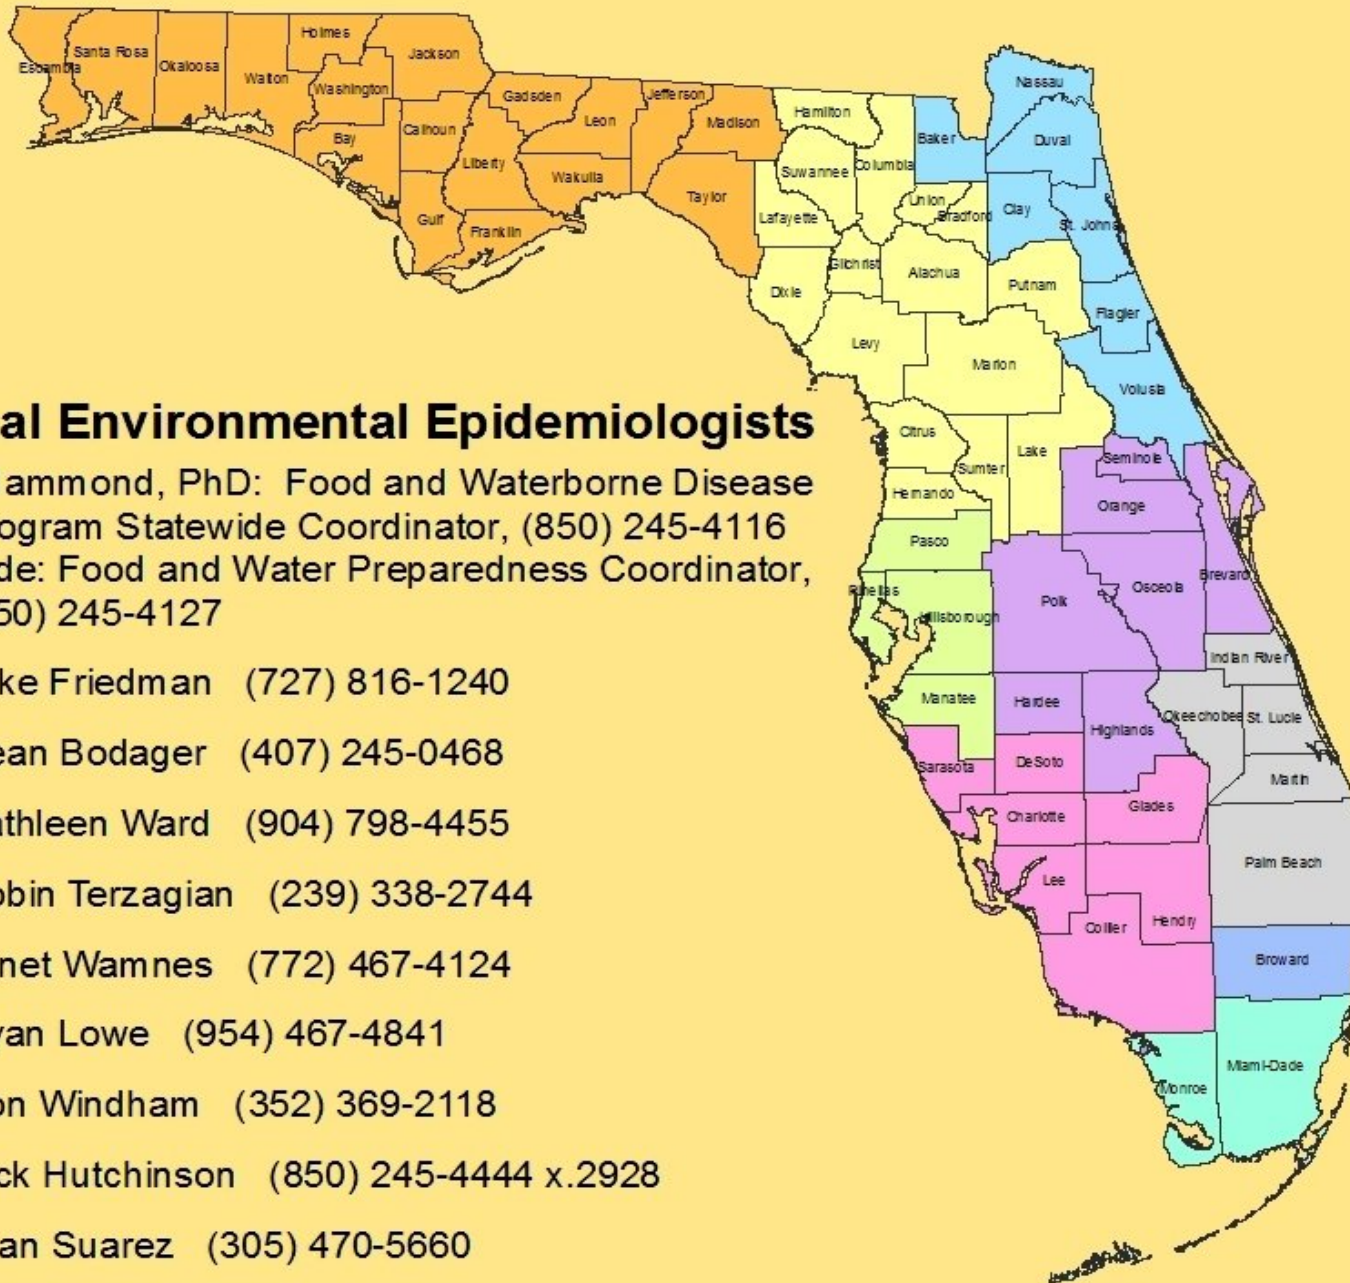 Holmes
Jackson
Santa Rosa
Escambia
Okaloosa
Walton
Washington
Gadsden
Jefferson
Leon
Madison
Bay
Calhoun
Liberty
Wakulla
Taylor
Gulf
Franklin
Hamilton
Suwannee
Columbia
Lafayette
Union
Bradford
Gilchrist
Alachua
Dixie
Putnam
Levy
Marion
Nassau
Baker
Duval
Clay
St. Johns
Flagler
Volusia
Citrus
Sumter
Lake
Hernando
Seminole
Orange
Pasco
Pinellas
Hillsborough
Polk
Osceola
Brevard
Indian River
Manatee
Hardee
Highlands
Okeechobee
St. Lucie
Sarasota
DeSoto
Martin
Charlotte
Glades
Palm Beach
Lee
Collier
Hendry
Broward
Miami-Dade
Monroe
al Environmental Epidemiologists
ammond, PhD: Food and Waterborne Disease
ogram Statewide Coordinator, (850) 245-4116
de: Food and Water Preparedness Coordinator,
50) 245-4127
ke Friedman (727) 816-1240
ean Bodager (407) 245-0468
athleen Ward (904) 798-4455
obin Terzagian (239) 338-2744
net Wamnes (772) 467-4124
yan Lowe (954) 467-4841
on Windham (352) 369-2118
ck Hutchinson (850) 245-4444 x.2928
an Suarez (305) 470-5660